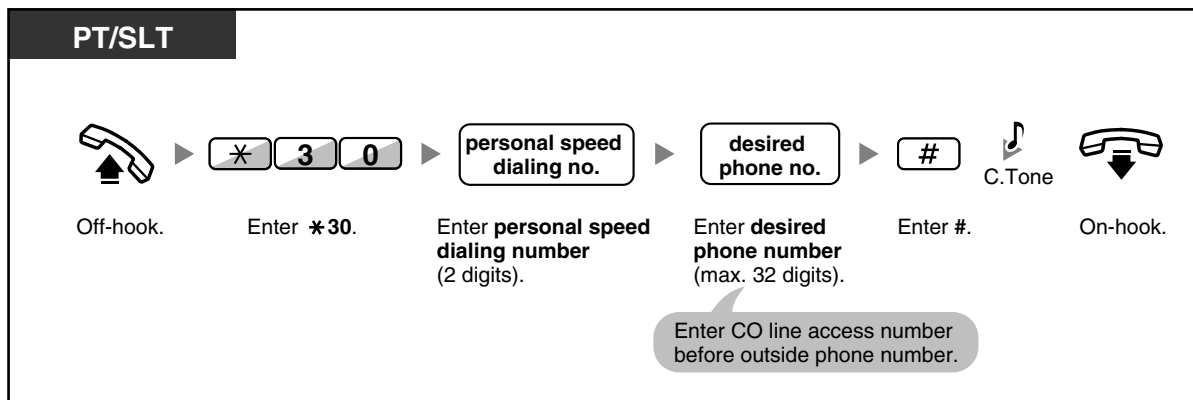 PT/SLT
* 3 0
personal speed
dialing no.
desired
phone no.
#
C.Tone
Off-hook.
Enter *30.
Enter personal speed
dialing number
(2 digits).
Enter desired
phone number
(max. 32 digits).
Enter #.
On-hook.
Enter CO line access number
before outside phone number.